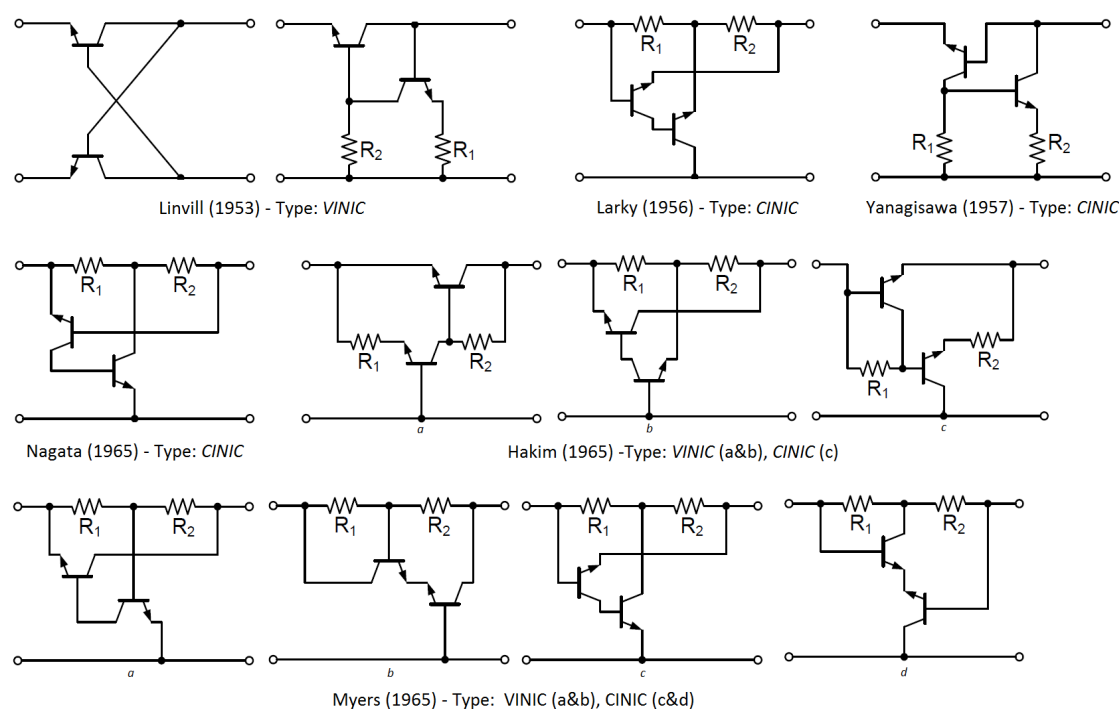 R1 R2
R2 R1
R1 R2
Linvill (1953) - Type: VINIC
Larky (1956) - Type: CINIC
Yanagisawa (1957) - Type: CINIC
R1 R2
R1 R2
R1 R2
R1 R2
a b c
Nagata (1965) - Type: CINIC
Hakim (1965) -Type: VINIC (a&b), CINIC (c)
R1 R2
R1 R2
R1 R2
R1 R2
a b c d
Myers (1965) - Type: VINIC (a&b), CINIC (c&d)